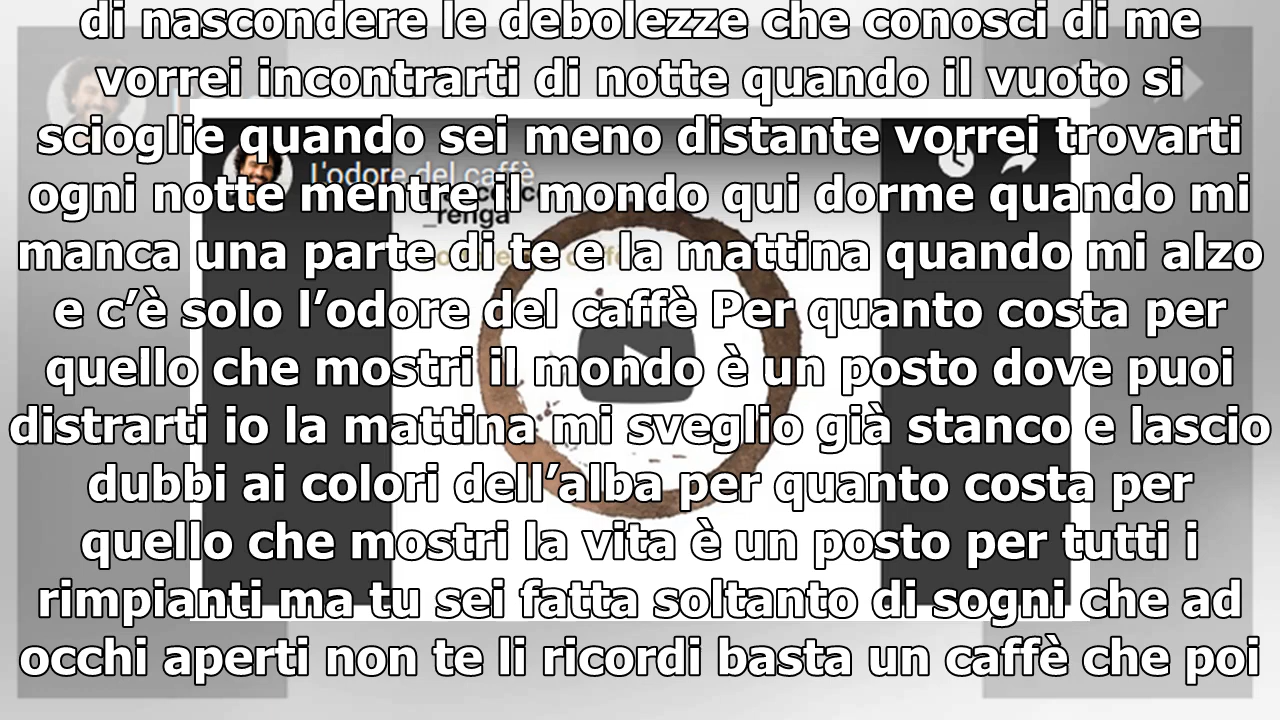 di nascondere le debolezze che conosci di me
vorrei incontrarti di notte quando il vuoto si
scioglie quando sei meno distante vorrei trovarti
L'odore del caffè
ogni notte mentre il mondo qui dorme quando mi
_renga
manca una parte di te e la mattina quando mi alzo
e c’è solo l’odore del caffè Per quanto costa per
quello che mostri il mondo è un posto dove puoi
distrarti io la mattina mi sveglio già stanco e lascio
dubbi ai colori dell’alba per quanto costa per
quello che mostri la vita è un posto per tutti i
rimpianti ma tu sei fatta soltanto di sogni che ad
occhi aperti non te li ricordi basta un caffè che poi